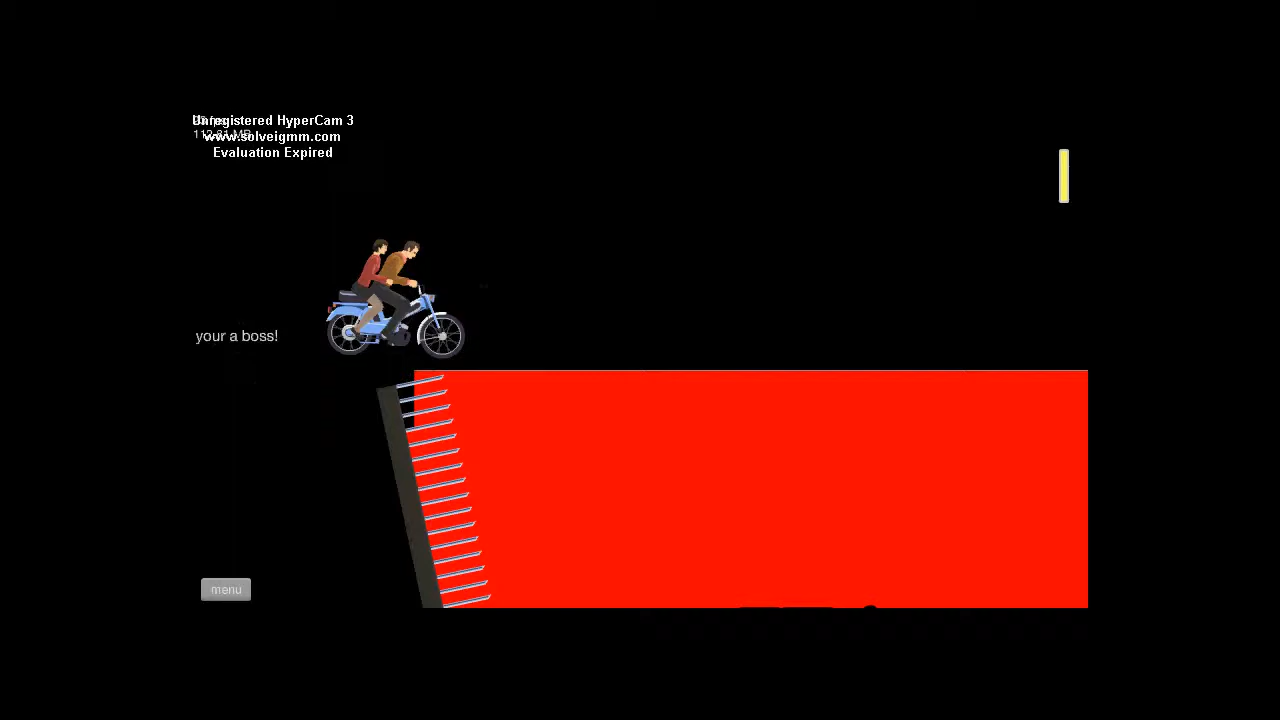 Unregistered HyperCam 3
www.solveigmm.com
Evaluation Expired
your a boss!
menu